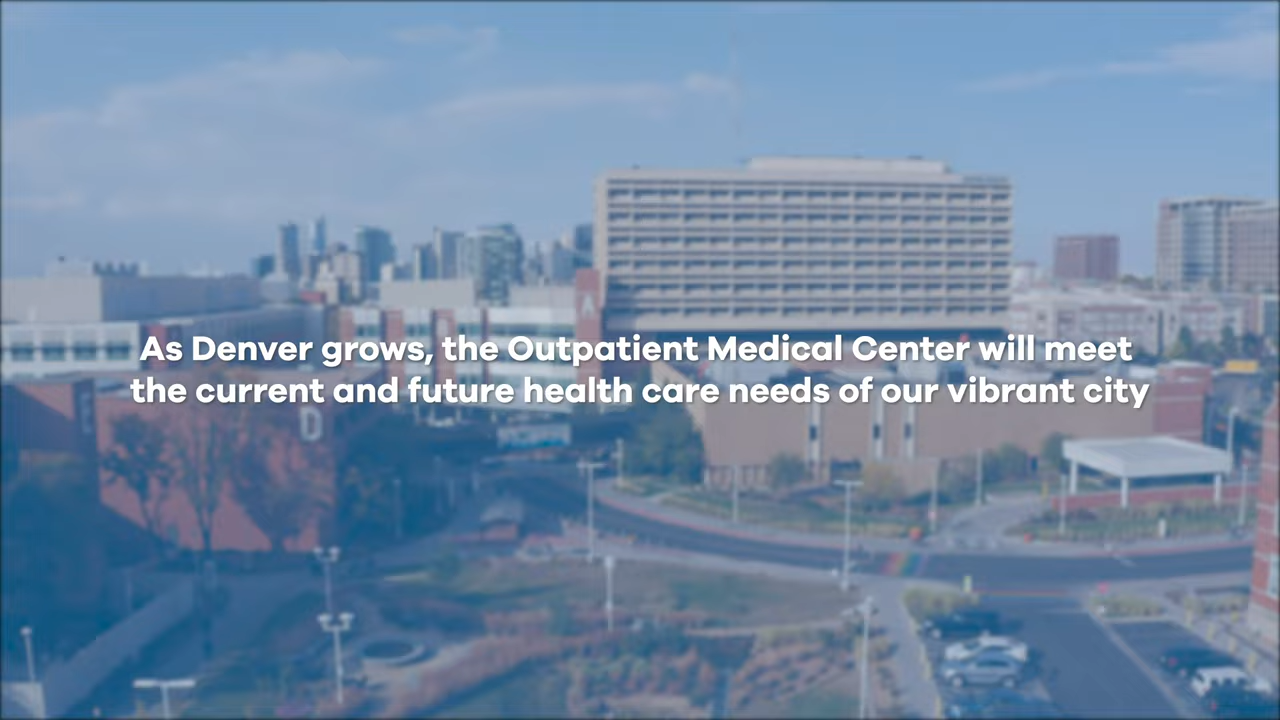 A
As Denver grows, the Outpatient Medical Center will meet
the current and future health care needs of our vibrant city
D